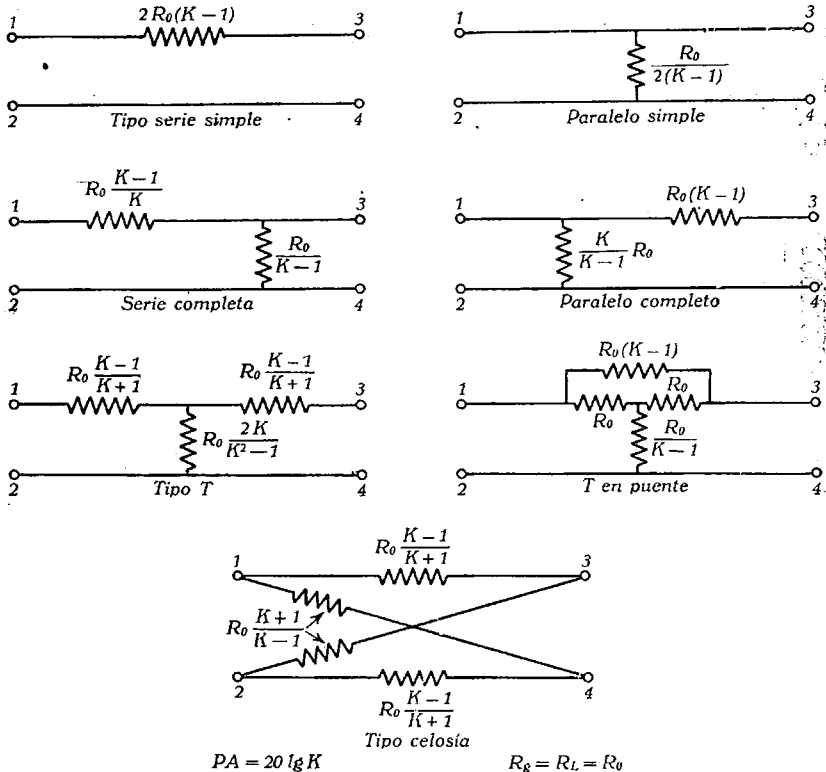 1 2R₀(K−1) 3
2 Tipo serie simple 4
1 3
R₀/2(K−1)
2 Paralelo simple 4
R₀ K−1/K
1 3
R₀/K−1
2 Serie completa 4
1 R₀(K−1) 3
K/K−1 R₀
2 Paralelo completo 4
1 R₀ K−1/K+1 R₀ K−1/K+1 3
R₀ 2K/K²−1
2 Tipo T 4
R₀(K−1)
1 R₀ 3
R₀
R₀/K−1
2 T en puente 4
1 R₀ K−1/K+1 3
R₀ K+1/K−1
2 4
R₀ K−1/K+1
Tipo celosía
PA = 20 lg K R_g = R_L = R₀